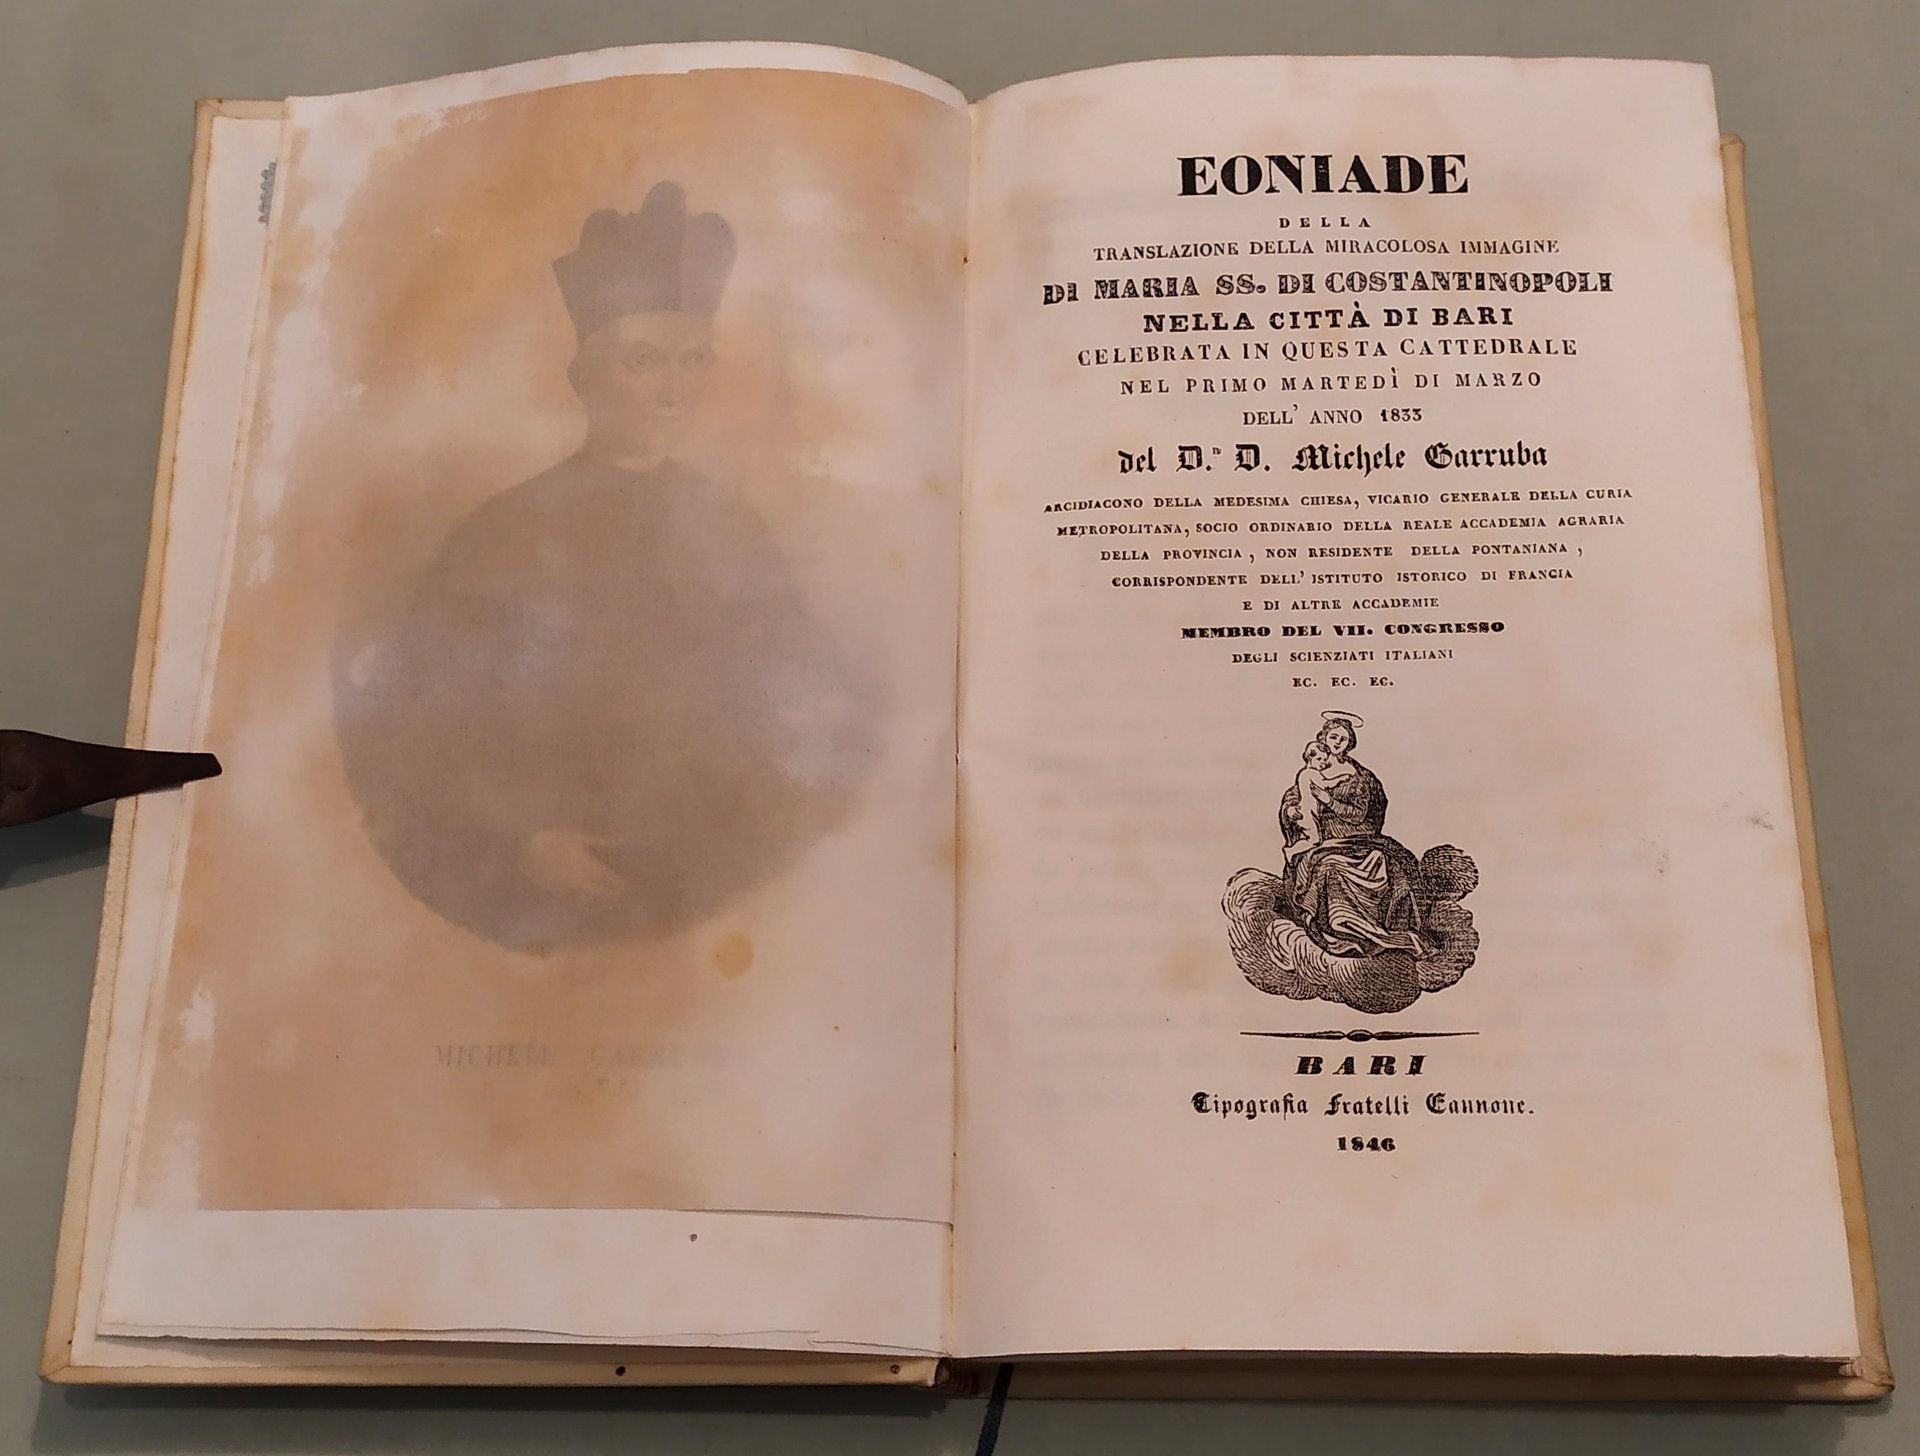 MICHELE
EONIADE
DELLA
TRANSLAZIONE DELLA MIRACOLOSA IMMAGINE
DI MARIA SS. DI COSTANTINOPOLI
NELLA CITTÀ DI BARI
CELEBRATA IN QUESTA CATTEDRALE
NEL PRIMO MARTEDÌ DI MARZO
DELL' ANNO 1833
del D.ⁿ D. Michele Garruba
ARCIDIACONO DELLA MEDESIMA CHIESA, VICARIO GENERALE DELLA CURIA
METROPOLITANA, SOCIO ORDINARIO DELLA REALE ACCADEMIA AGRARIA
DELLA PROVINCIA, NON RESIDENTE DELLA PONTANIANA,
CORRISPONDENTE DELL' ISTITUTO ISTORICO DI FRANCIA
E DI ALTRE ACCADEMIE
MEMBRO DEL VII. CONGRESSO
DEGLI SCIENZIATI ITALIANI
EC. EC. EC.
BARI
Tipografia Fratelli Cannone.
1846